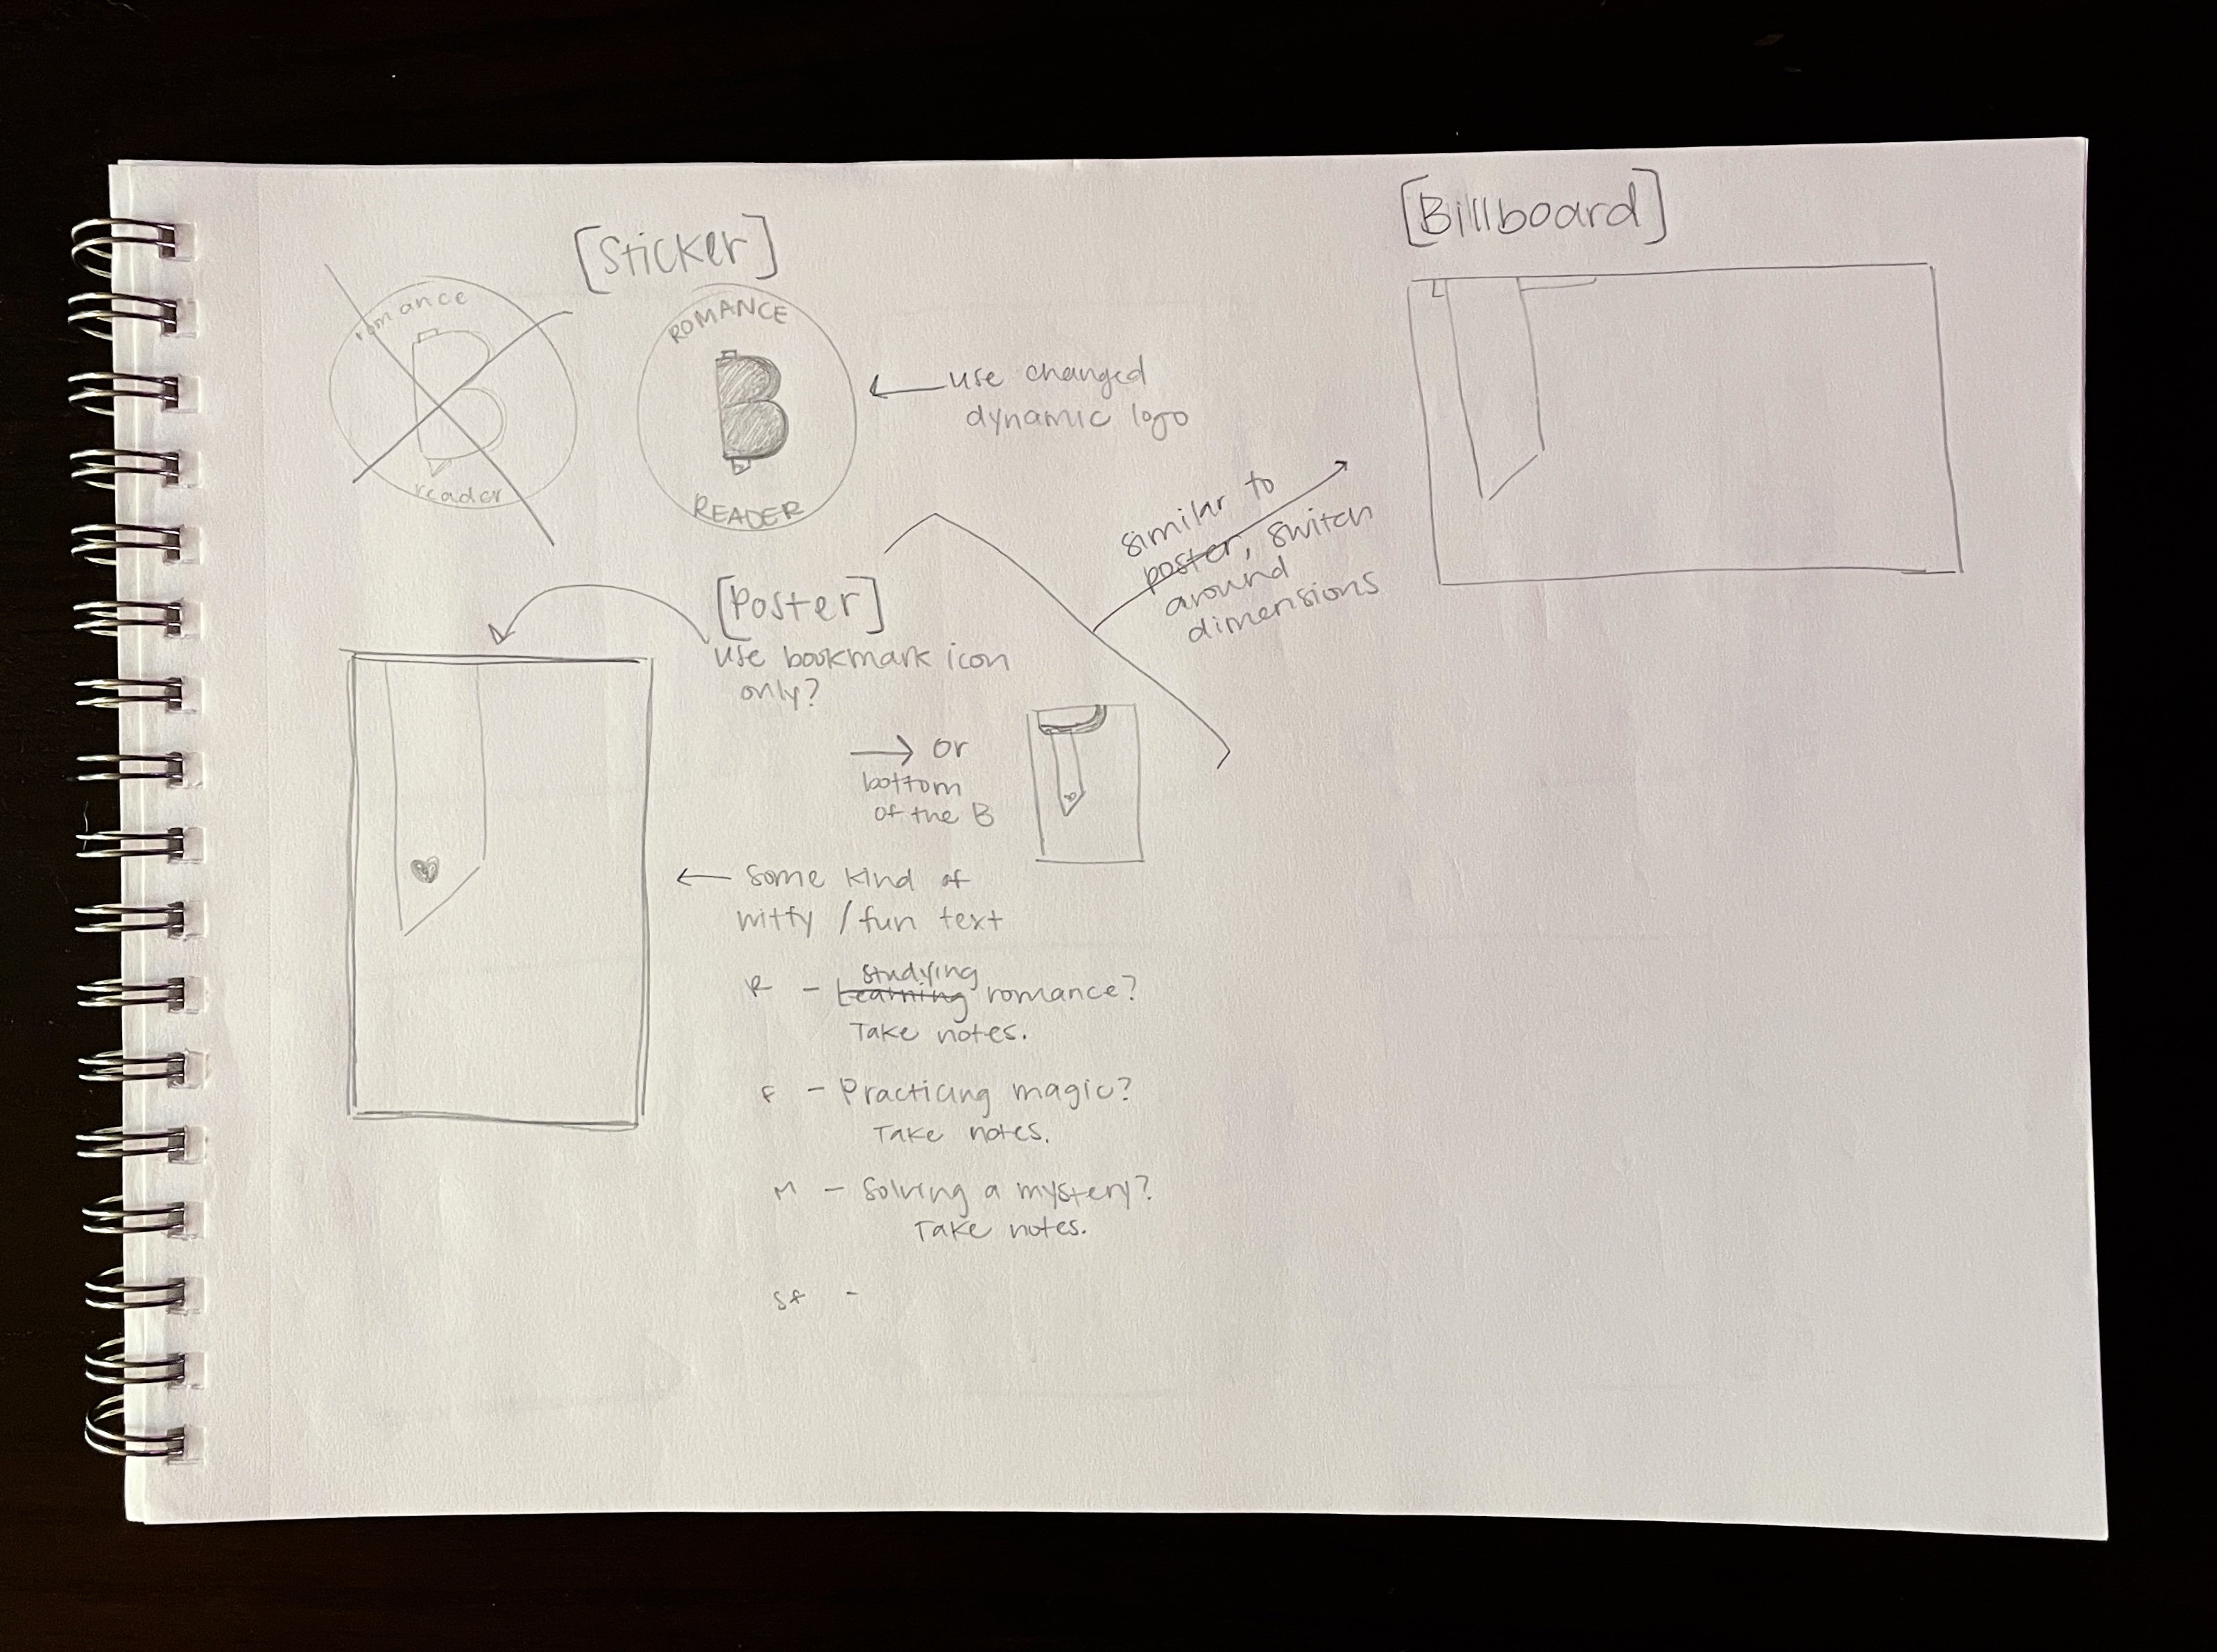 [Sticker]
romance
B
reader
ROMANCE
B
READER
use changed
dynamic logo
[Billboard]
similar to
poster, switch
around
dimensions
[Poster]
use bookmark icon
only?
or
bottom
of the B
some kind of
witty / fun text
studying
R - Learning romance?
Take notes.
F - Practicing magic?
Take notes.
M - Solving a mystery?
Take notes.
SF -